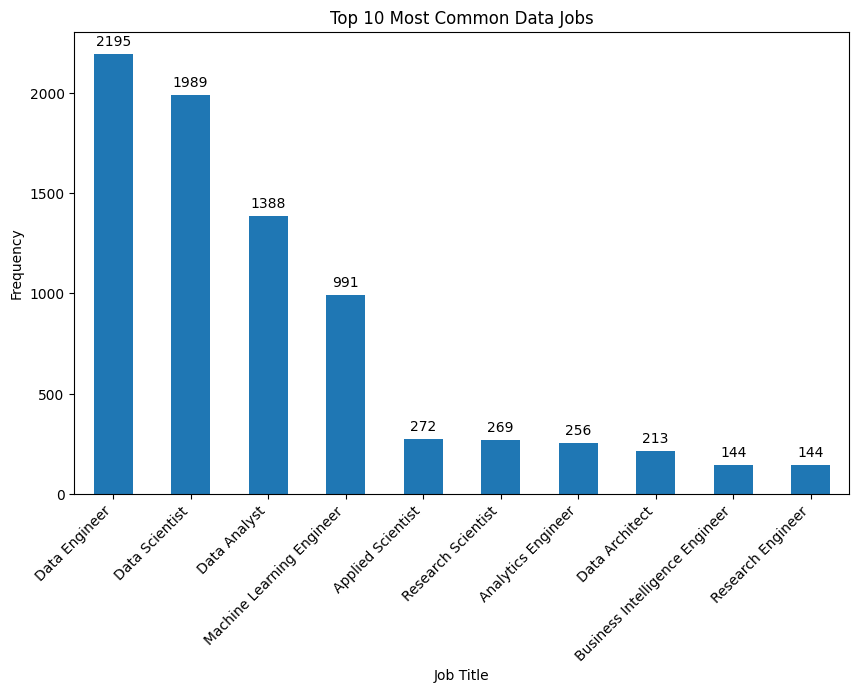 Top 10 Most Common Data Jobs
Frequency
2000
1500
1000
500
0
2195
1989
1388
991
272
269
256
213
144
144
Data Engineer
Data Scientist
Data Analyst
Machine Learning Engineer
Applied Scientist
Research Scientist
Analytics Engineer
Data Architect
Business Intelligence Engineer
Research Engineer
Job Title